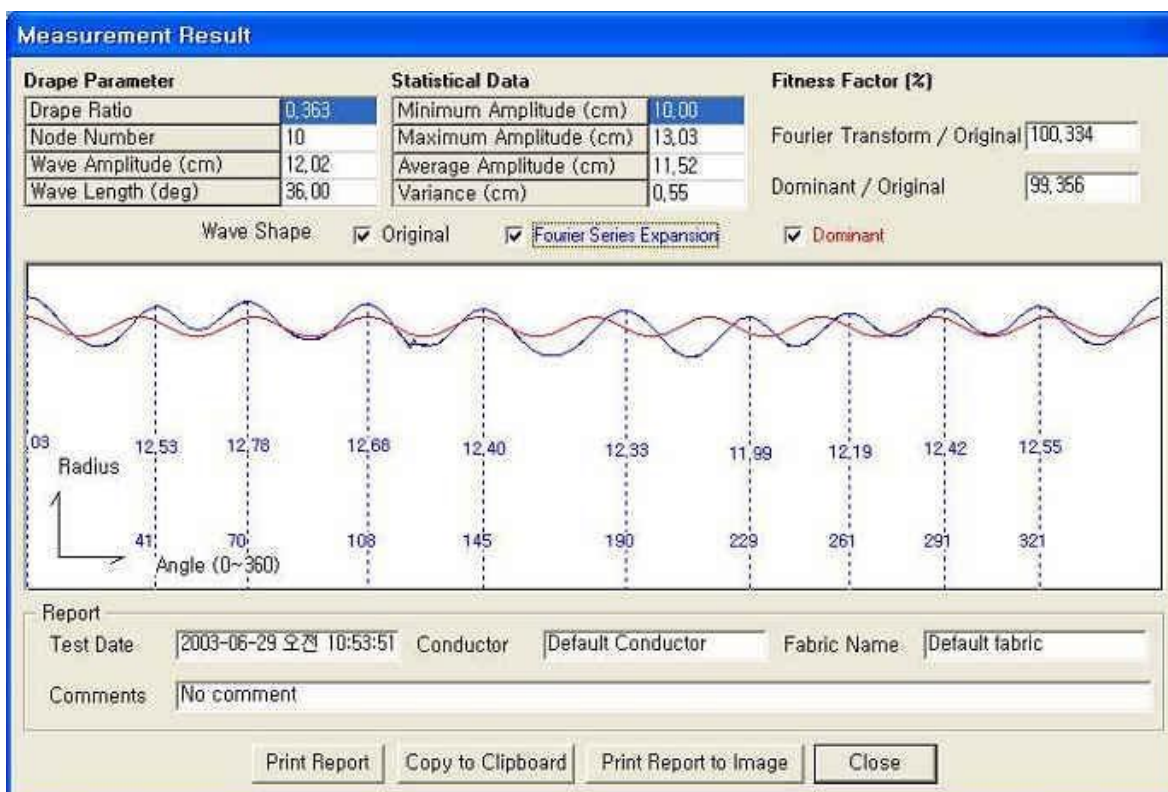 Measurement Result
Drape Parameter
Drape Ratio 0,363
Node Number 10
Wave Amplitude (cm) 12,02
Wave Length (deg) 36,00
Statistical Data
Minimum Amplitude (cm) 10,00
Maximum Amplitude (cm) 13,03
Average Amplitude (cm) 11,52
Variance (cm) 0,55
Fitness Factor (%)
Fourier Transform / Original 100,334
Dominant / Original 99,356
Wave Shape Original Fourier Series Expansion Dominant
,03 12,53 12,78 12,68 12,40 12,33 11,99 12,19 12,42 12,55
Radius
41 70 108 145 190 229 261 291 321
Angle (0~360)
Report
Test Date 2003-06-29 오전 10:53:51 Conductor Default Conductor Fabric Name Default fabric
Comments No comment
Print Report Copy to Clipboard Print Report to Image Close